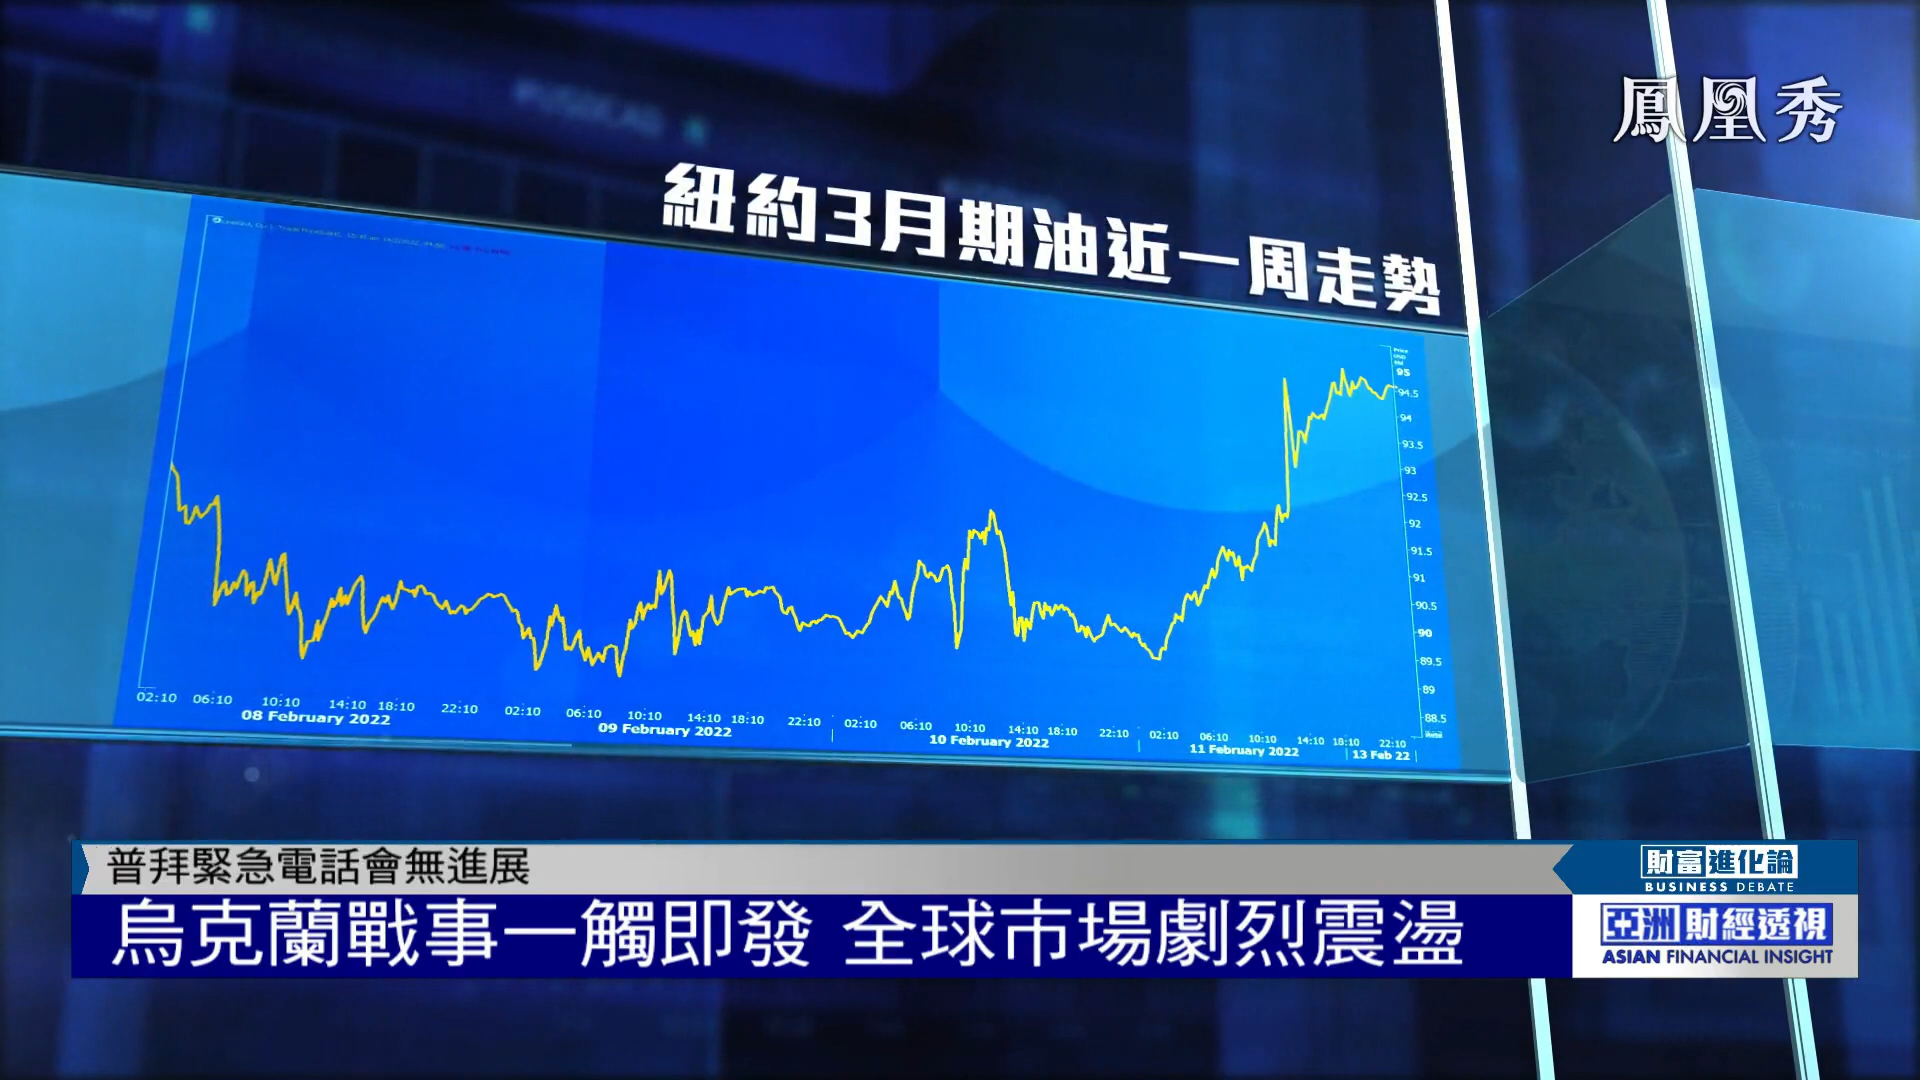 鳳凰秀
紐約3月期油近一周走勢
Price
USD
Bbl
95
94.5
94
93.5
93
92.5
92
91.5
91
90.5
90
89.5
89
88.5
02:10 06:10 10:10 14:10 18:10 22:10 02:10 06:10 10:10 14:10 18:10 22:10 02:10 06:10 10:10 14:10 18:10 22:10 02:10 06:10 10:10 14:10 18:10 22:10
08 February 2022 09 February 2022 10 February 2022 11 February 2022 13 Feb 22
普拜緊急電話會無進展
烏克蘭戰事一觸即發 全球市場劇烈震盪
財富進化論
BUSINESS DEBATE
亞洲財經透視
ASIAN FINANCIAL INSIGHT